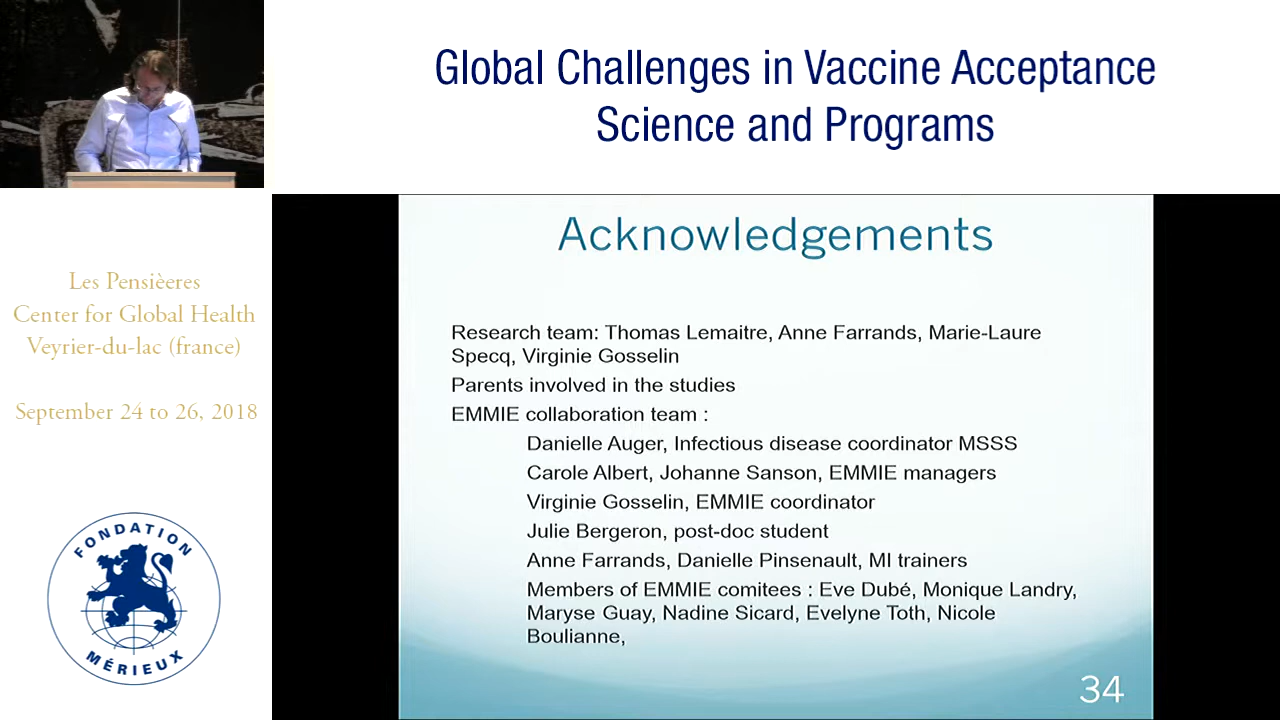 Global Challenges in Vaccine Acceptance
Science and Programs
Les Pensièeres
Center for Global Health
Veyrier-du-lac (france)
September 24 to 26, 2018
FONDATION
MÉRIEUX
Acknowledgements
Research team: Thomas Lemaitre, Anne Farrands, Marie-Laure
Specq, Virginie Gosselin
Parents involved in the studies
EMMIE collaboration team :
Danielle Auger, Infectious disease coordinator MSSS
Carole Albert, Johanne Sanson, EMMIE managers
Virginie Gosselin, EMMIE coordinator
Julie Bergeron, post-doc student
Anne Farrands, Danielle Pinsenault, MI trainers
Members of EMMIE comitees : Eve Dubé, Monique Landry,
Maryse Guay, Nadine Sicard, Evelyne Toth, Nicole
Boulianne,
34